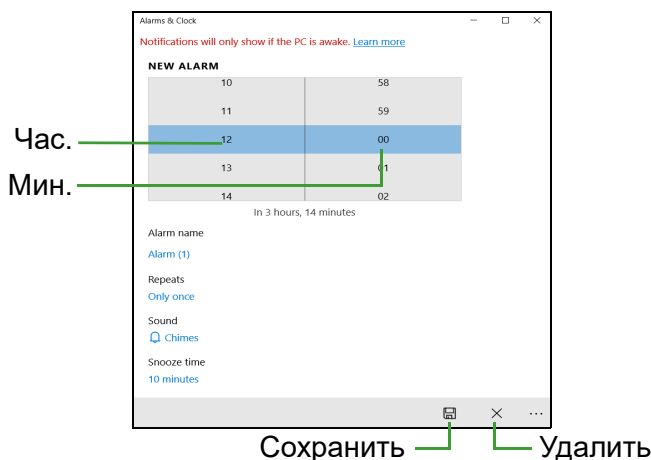 Alarms & Clock
Notifications will only show if the PC is awake. Learn more
NEW ALARM
10 58
11 59
Час. 12 00
13 01
Мин.
14 02
In 3 hours, 14 minutes
Alarm name
Alarm (1)
Repeats
Only once
Sound
Chimes
Snooze time
10 minutes
...
Сохранить Удалить